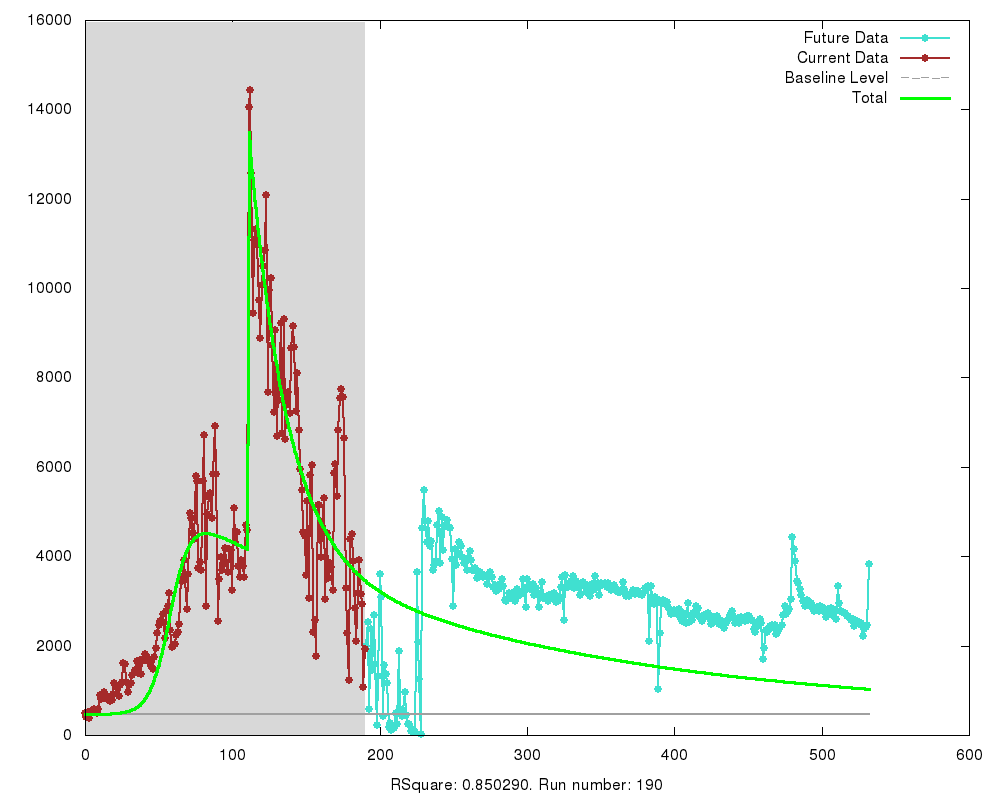 16000
14000
12000
10000
8000
6000
4000
2000
0
Future Data
Current Data
Baseline Level
Total
0 100 200 300 400 500 600
RSquare: 0.850290. Run number: 190